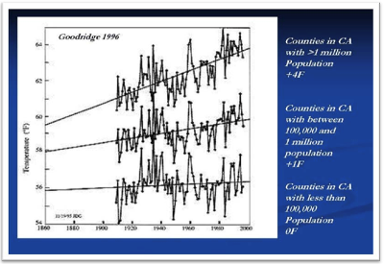 Goodridge 1996
64
62
60
58
56
54
Temperature (°F)
1860
1880
1900
1920
1940
1960
1980
2000
Counties in CA
with >1 million
Population
+4F
Counties in CA
with between
100,000 and
1 million
population
+1F
Counties in CA
with less than
100,000
Population
0F